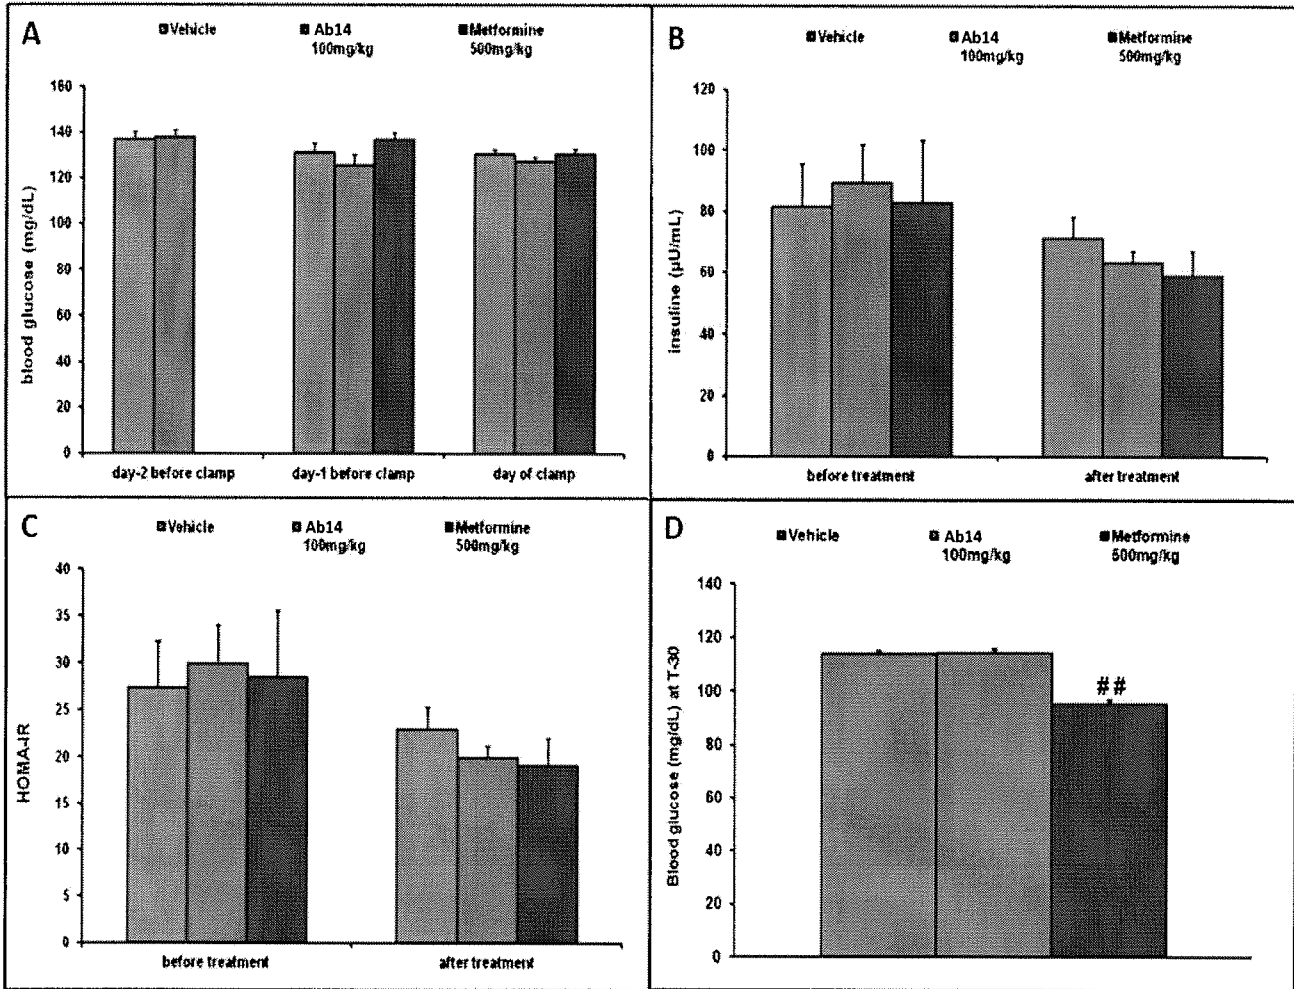 A
Vehicle
Ab14
100mg/kg
Metformine
500mg/kg
160
140
120
100
80
60
40
20
0
blood glucose (mg/dL)
day-2 before clamp
day-1 before clamp
day of clamp
B
Vehicle
Ab14
100mg/kg
Metformine
500mg/kg
120
100
80
60
40
20
0
insuline (µU/mL)
before treatment
after treatment
C
Vehicle
Ab14
100mg/kg
Metformine
500mg/kg
40
35
30
25
20
15
10
5
0
HOMA-IR
before treatment
after treatment
D
Vehicle
Ab14
100mg/kg
Metformine
500mg/kg
140
120
100
80
60
40
20
0
Blood glucose (mg/dL) at T-30
##